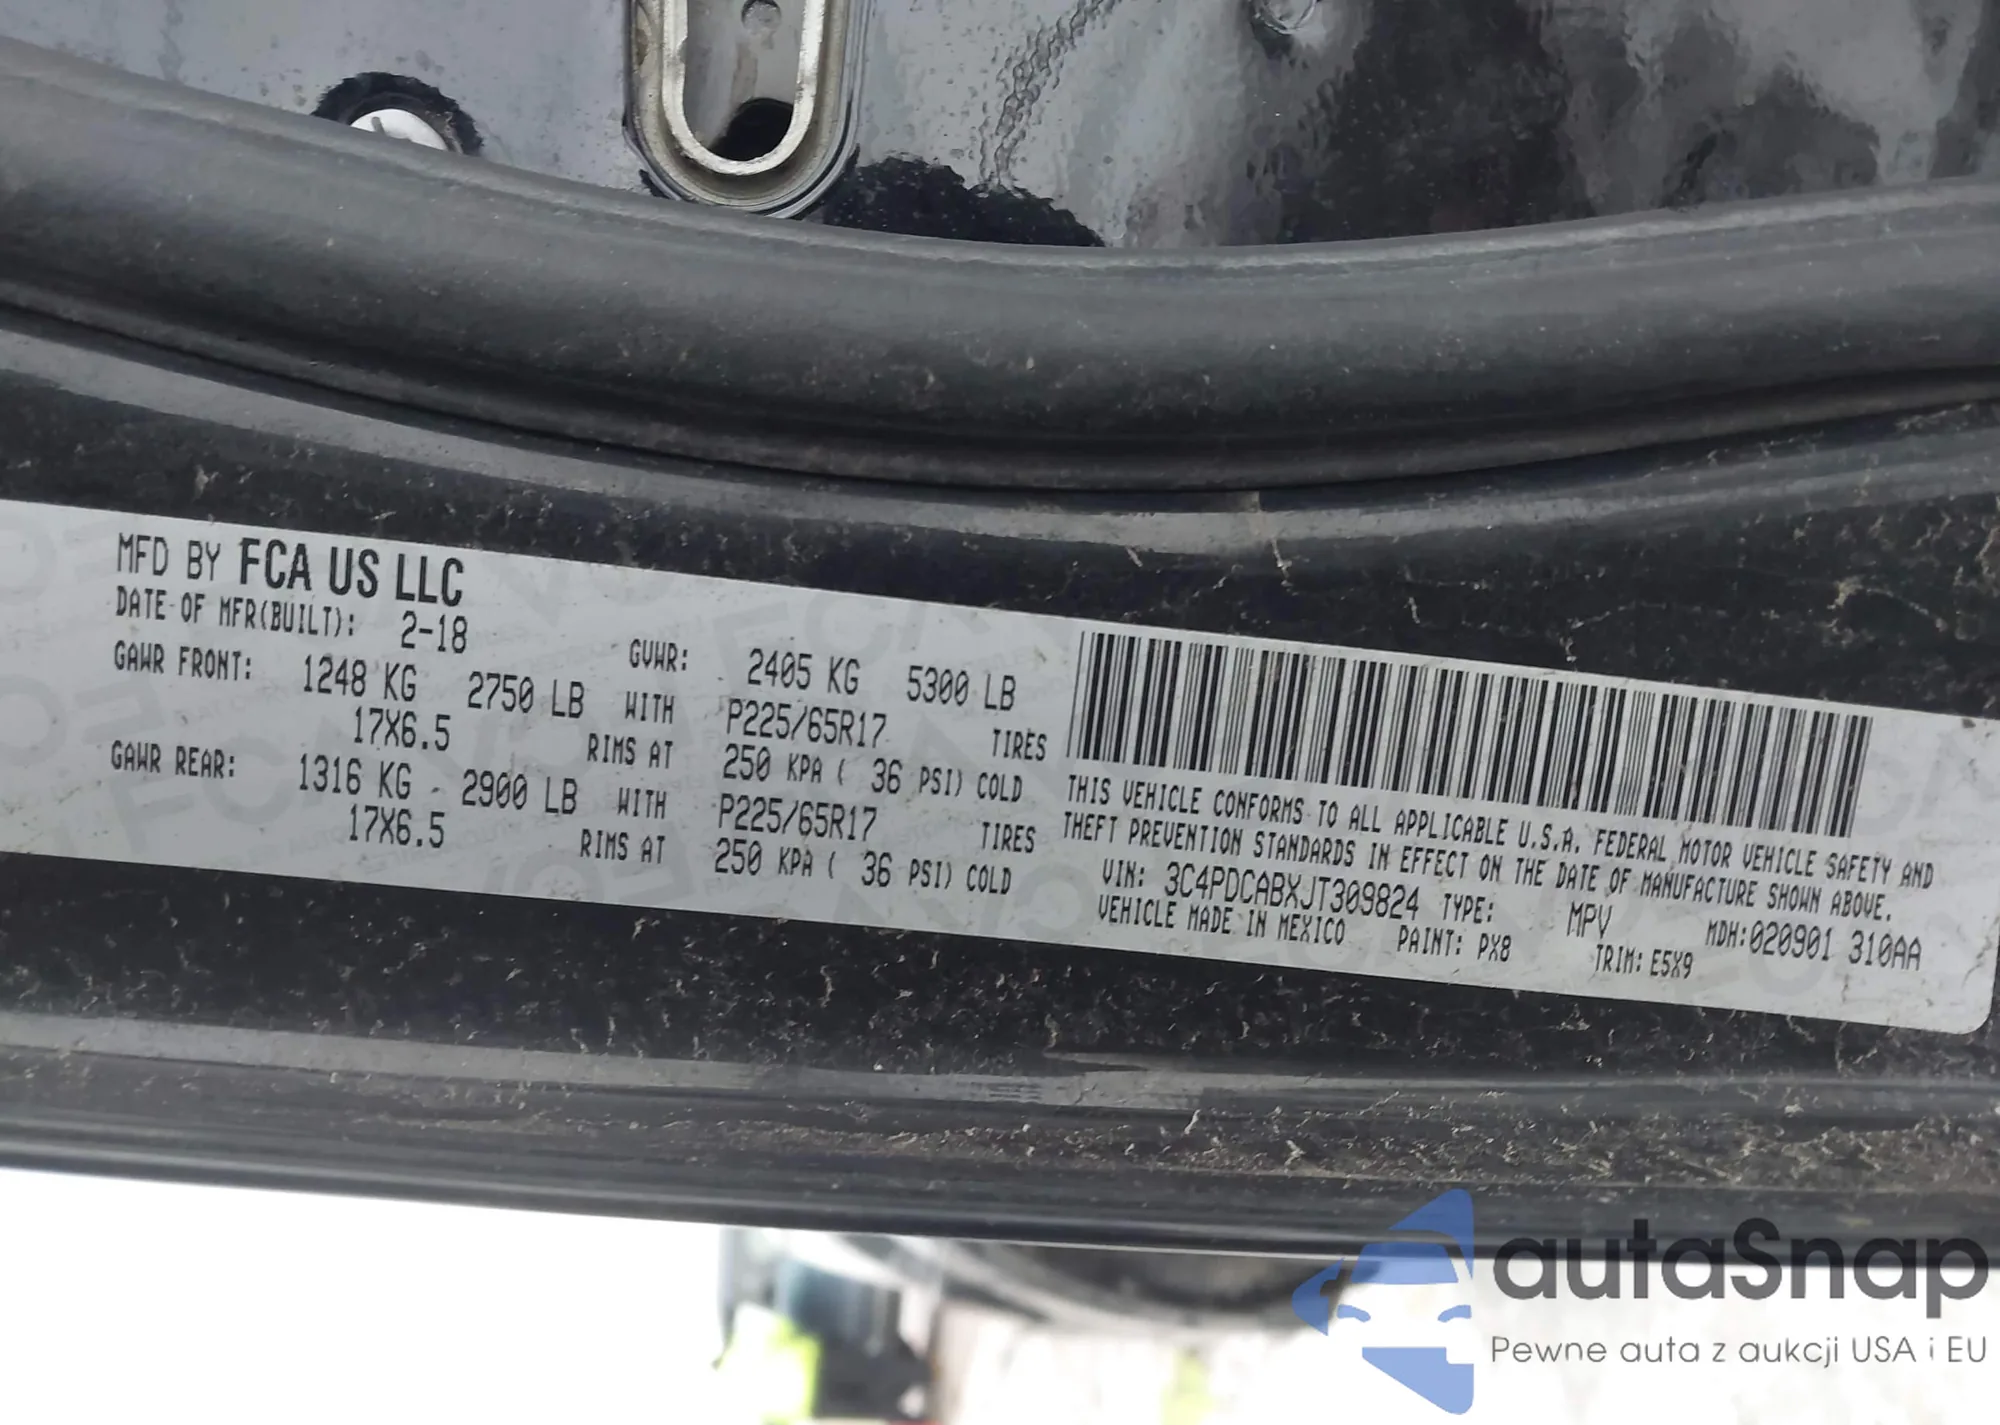 MFD BY FCA US LLC
DATE OF MFR(BUILT): 2-18 GVWR: 2405 KG 5300 LB
GAWR FRONT: 1248 KG 2750 LB WITH P225/65R17 TIRES
17X6.5 RIMS AT 250 KPA ( 36 PSI) COLD
GAWR REAR: 1316 KG 2900 LB WITH P225/65R17 TIRES
17X6.5 RIMS AT 250 KPA ( 36 PSI) COLD
THIS VEHICLE CONFORMS TO ALL APPLICABLE U.S.A. FEDERAL MOTOR VEHICLE SAFETY AND
THEFT PREVENTION STANDARDS IN EFFECT ON THE DATE OF MANUFACTURE SHOWN ABOVE.
VIN: 3C4PDCABXJT309824 TYPE: MPV MDH:020901 310AA
VEHICLE MADE IN MEXICO PAINT: PX8 TRIM: E5X9
autaSnap
Pewne auta z aukcji USA i EU